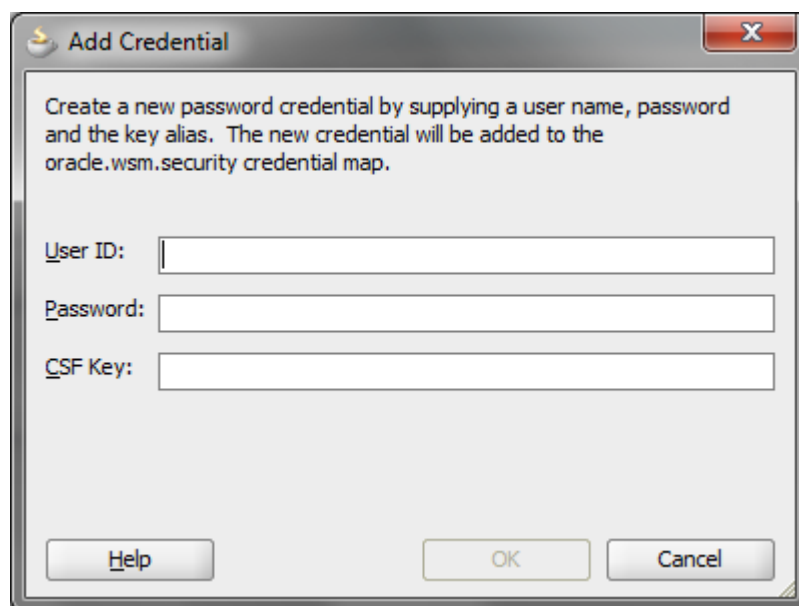 Add Credential
Create a new password credential by supplying a user name, password
and the key alias.  The new credential will be added to the
oracle.wsm.security credential map.
User ID:
Password:
CSF Key:
Help OK Cancel